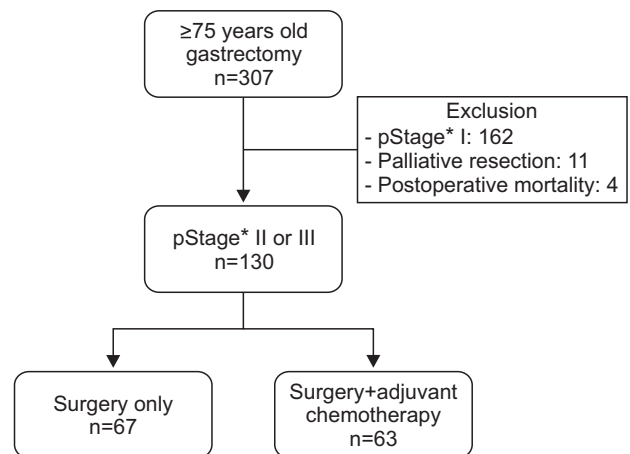 ≥75 years old
gastrectomy
n=307
Exclusion
- pStage* I: 162
- Palliative resection: 11
- Postoperative mortality: 4
pStage* II or III
n=130
Surgery only
n=67
Surgery+adjuvant
chemotherapy
n=63